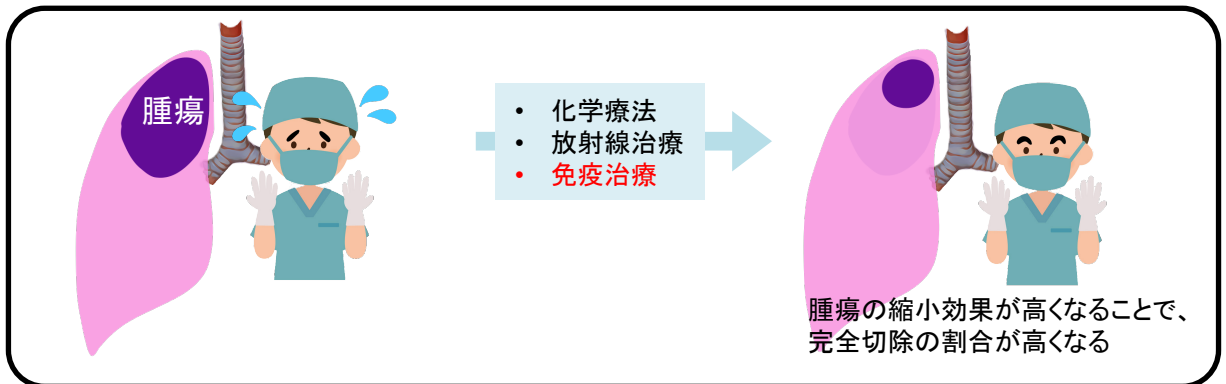 腫瘍
• 化学療法
• 放射線治療
• 免疫治療
腫瘍の縮小効果が高くなることで、
完全切除の割合が高くなる